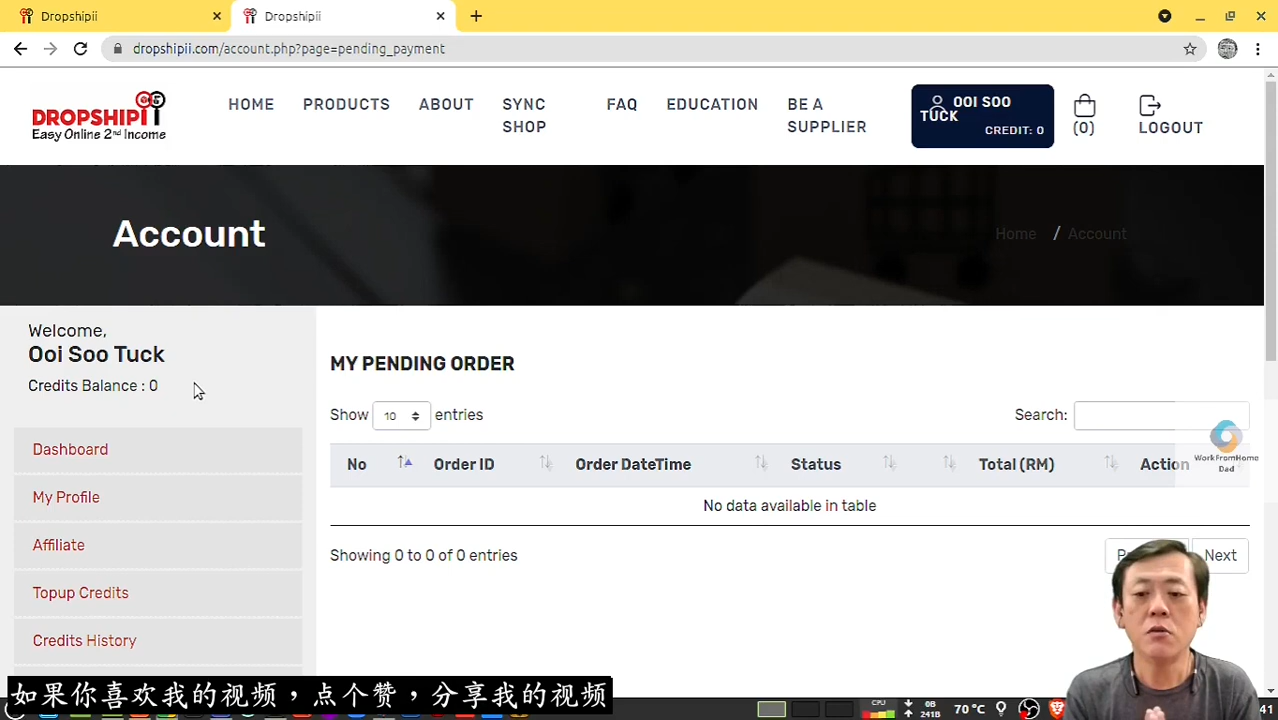 Dropshipii
Dropshipii
dropshipii.com/account.php?page=pending_payment
DROPSHIPii
Easy Online 2nd Income
HOME PRODUCTS ABOUT SYNC SHOP FAQ EDUCATION BE A SUPPLIER
OOI SOO TUCK
CREDIT: 0
(0)
LOGOUT
Account
Home / Account
Welcome,
Ooi Soo Tuck
Credits Balance : 0
Dashboard
My Profile
Affiliate
Topup Credits
Credits History
MY PENDING ORDER
Show 10 entries
Search:
No Order ID Order DateTime Status Total (RM) Action
No data available in table
Showing 0 to 0 of 0 entries
Next
WorkFromHome
Dad
如果你喜欢我的视频，点个赞，分享我的视频
CPU
0B
241B
70°C
41